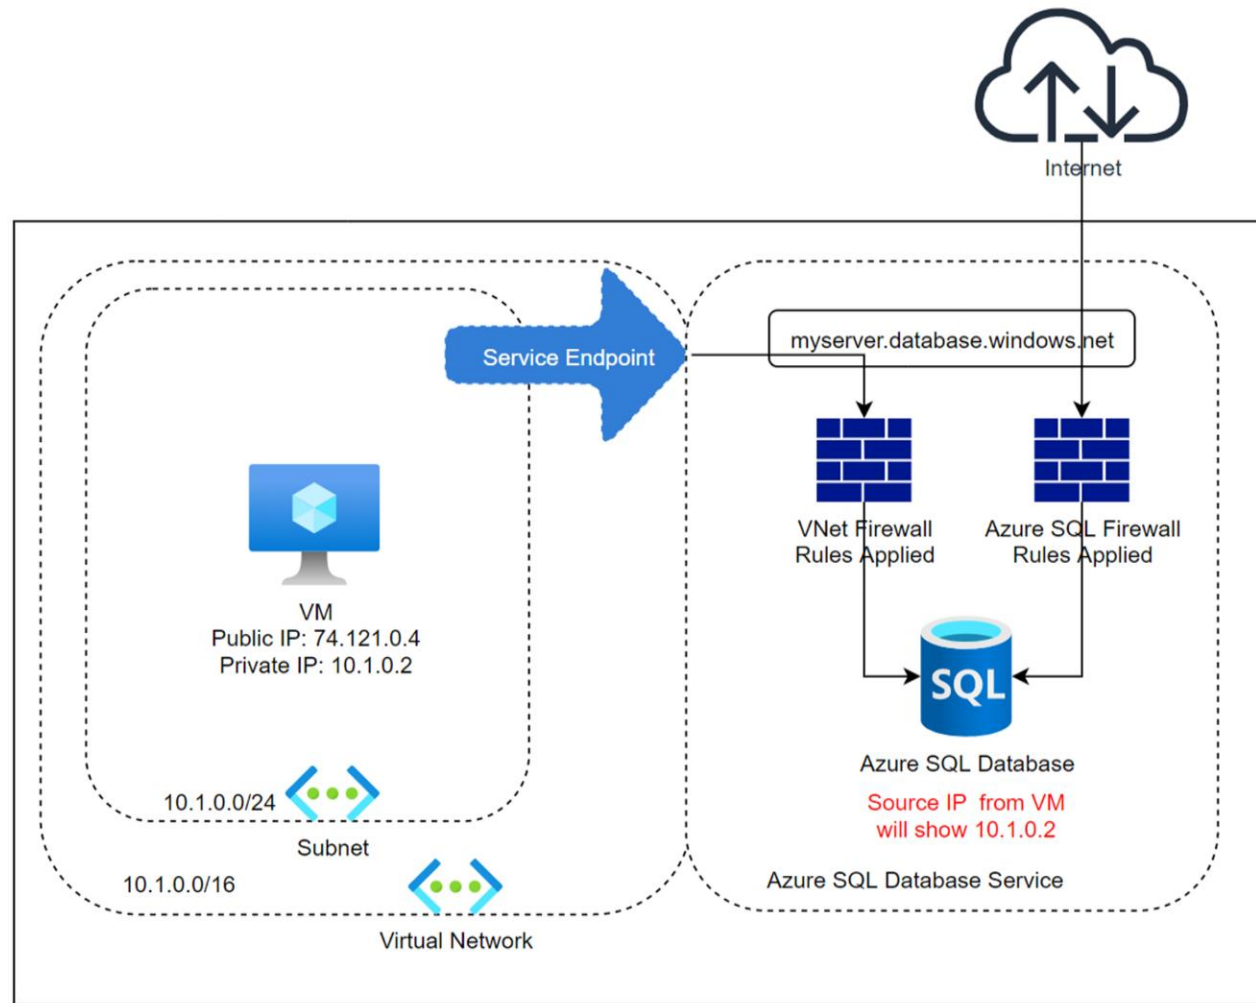 Internet
Service Endpoint
myserver.database.windows.net
VNet Firewall
Rules Applied
Azure SQL Firewall
Rules Applied
VM
Public IP: 74.121.0.4
Private IP: 10.1.0.2
SQL
Azure SQL Database
Source IP from VM
will show 10.1.0.2
10.1.0.0/24
Subnet
10.1.0.0/16
Azure SQL Database Service
Virtual Network